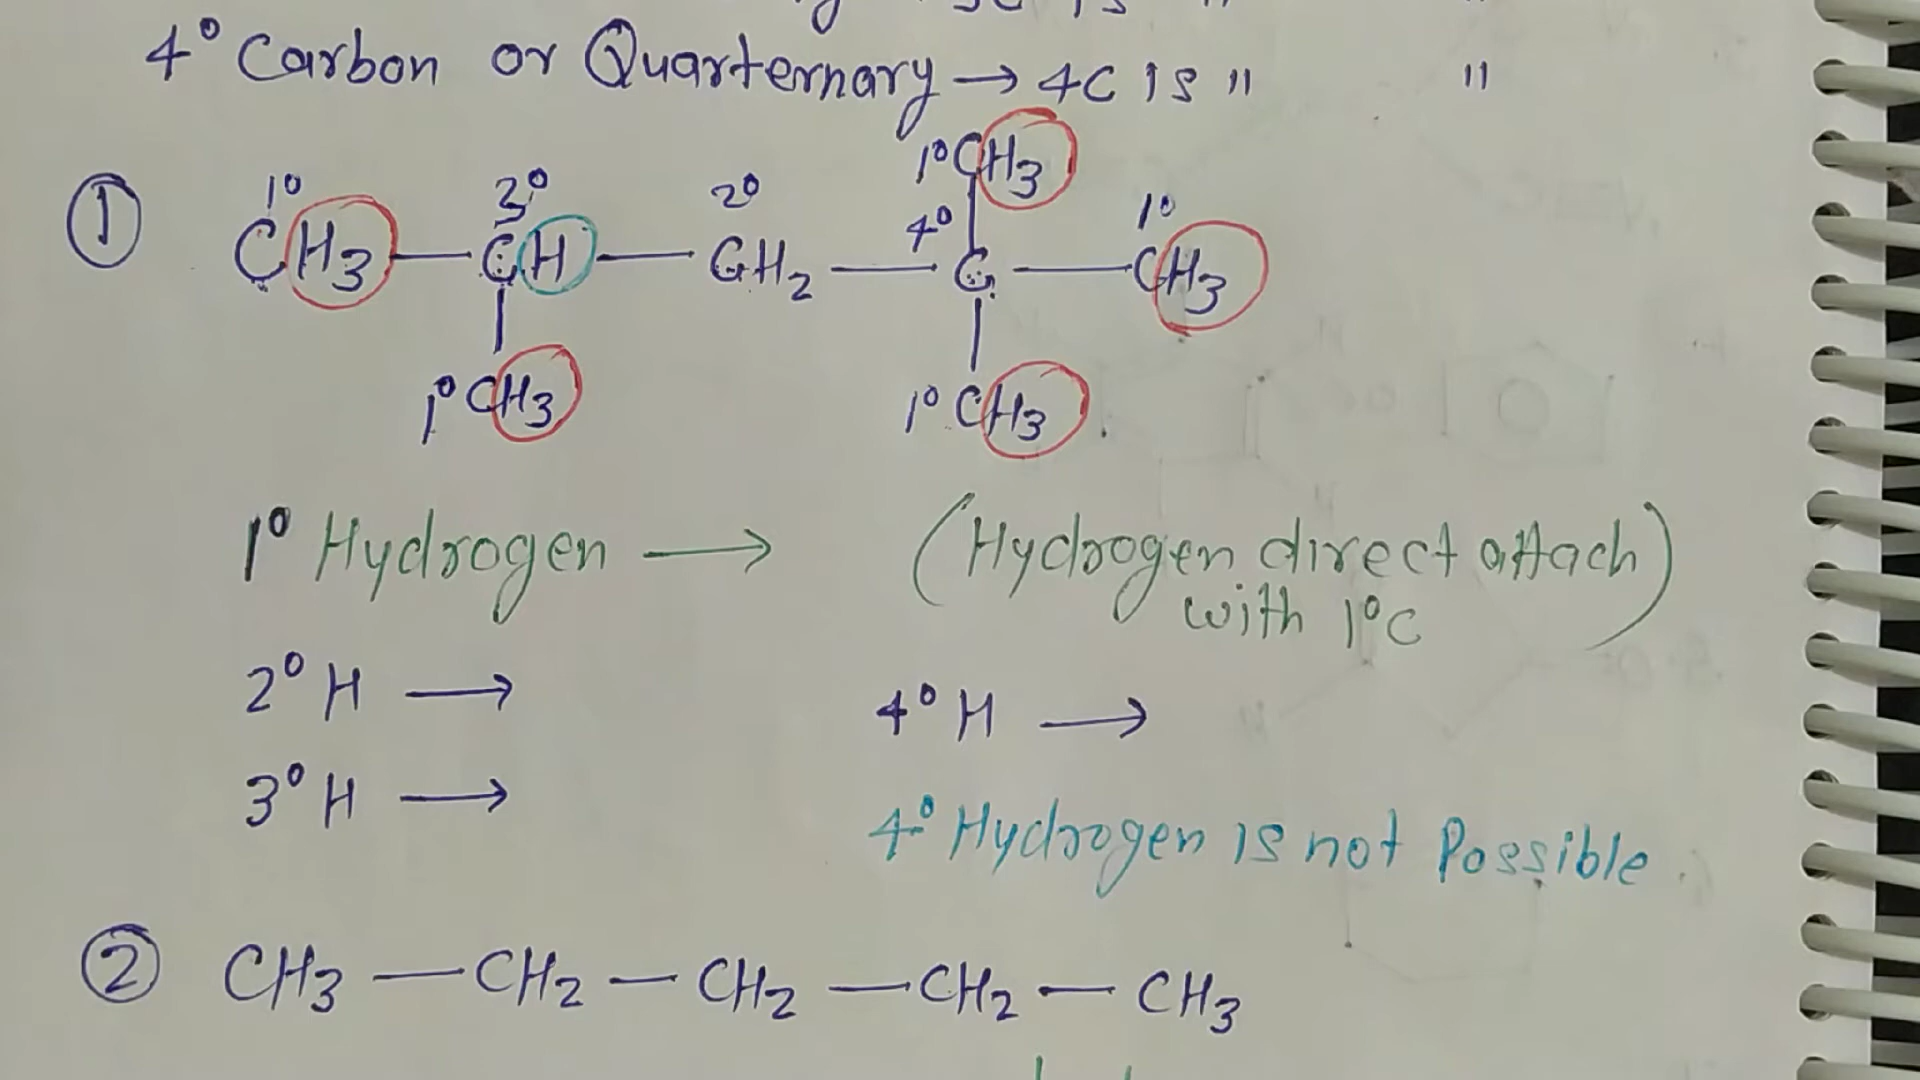 4° Carbon or Quarternary → 4C is " "
1° CH3
① 1° 3° 2° 4° 1°
CH3 — CH — CH2 — C — CH3
1° CH3 1° CH3
1° Hydrogen → (Hydrogen direct attach)
with 1°C
2° H → 4° H →
3° H →
4° Hydrogen is not Possible
② CH3 — CH2 — CH2 — CH2 — CH3